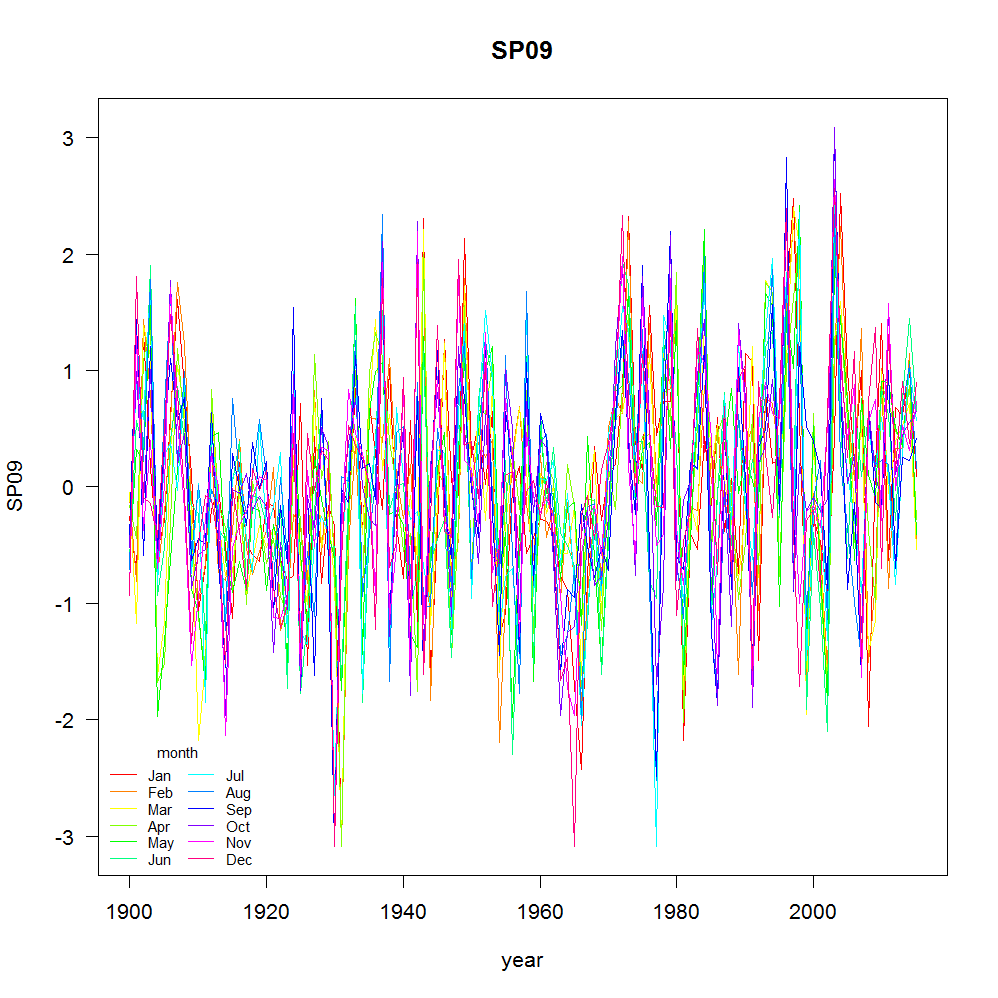 SP09
3
2
1
0
-1
-2
-3
SP09
month
Jan Jul
Feb Aug
Mar Sep
Apr Oct
May Nov
Jun Dec
1900 1920 1940 1960 1980 2000
year